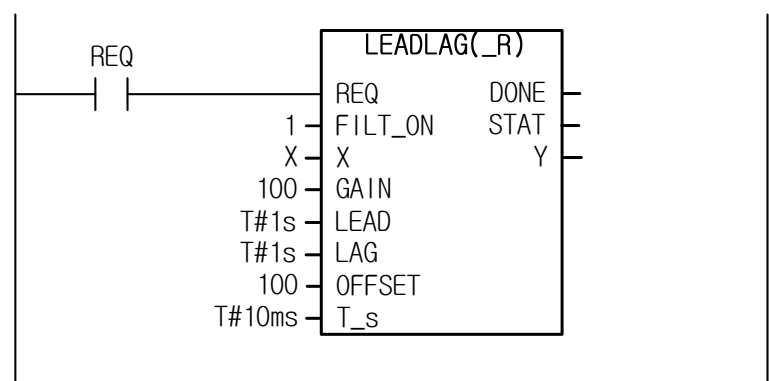 LEADLAG(_R)
REQ
REQ DONE
1 FILT_ON STAT
X X Y
100 GAIN
T#1s LEAD
T#1s LAG
100 OFFSET
T#10ms T_s